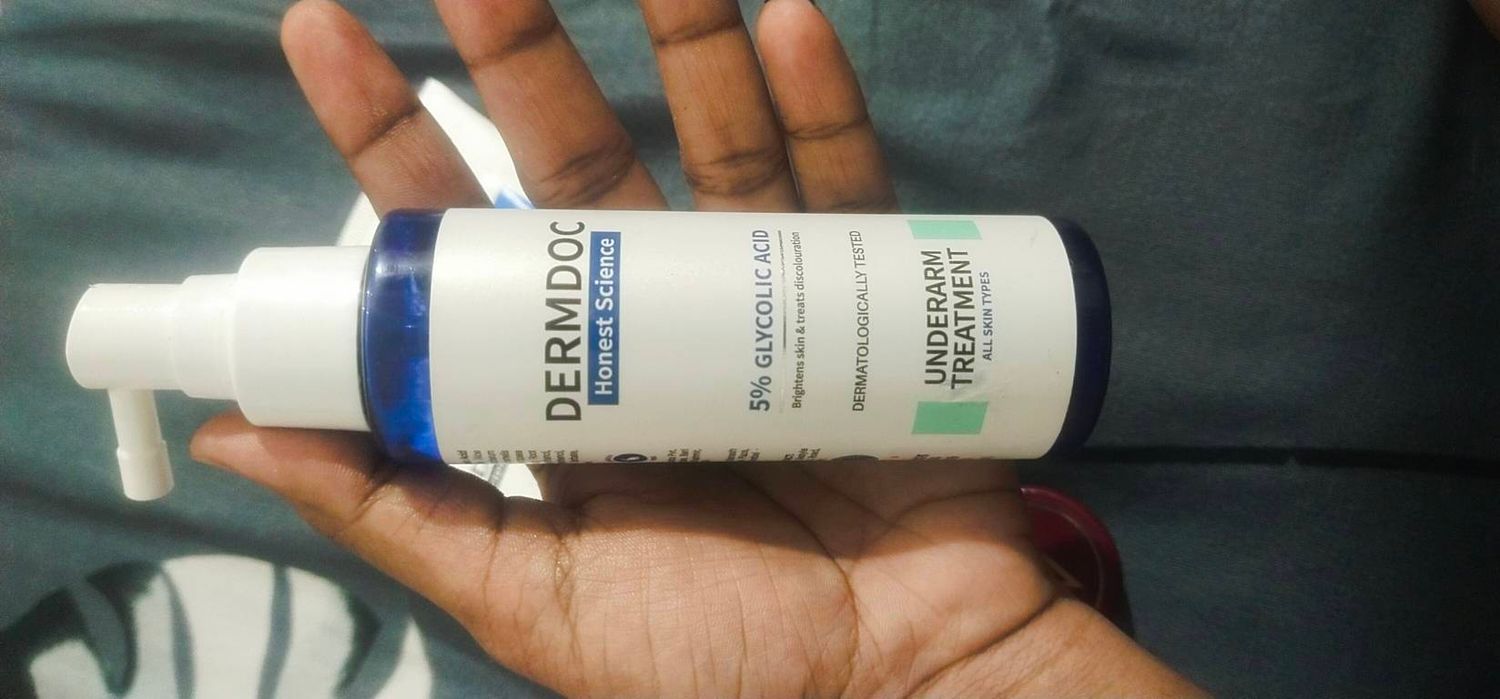 DERMDOC
Honest Science
5% GLYCOLIC ACID
Brightens skin & treats discolouration
DERMATOLOGICALLY TESTED
UNDERARM
TREATMENT
ALL SKIN TYPES